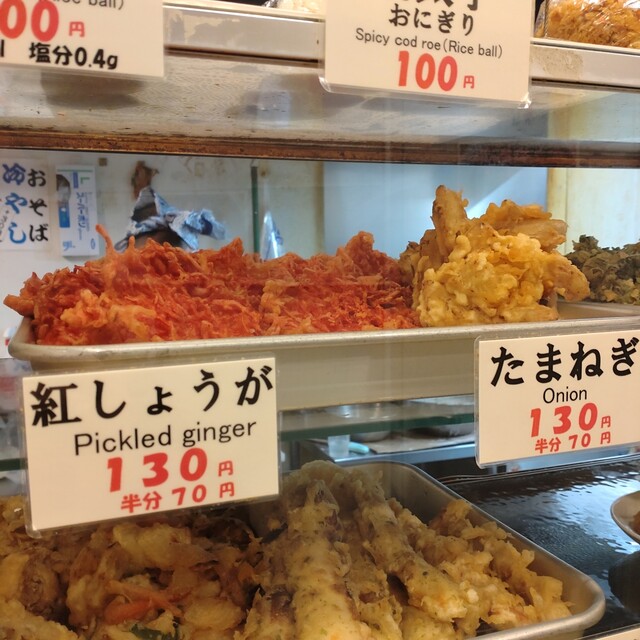 Rice ball)
00円
塩分0.4g
おにぎり
Spicy cod roe(Rice ball)
100円
おそば
冷やし
紅しょうが
Pickled ginger
130円
半分70円
たまねぎ
Onion
130円
半分70円